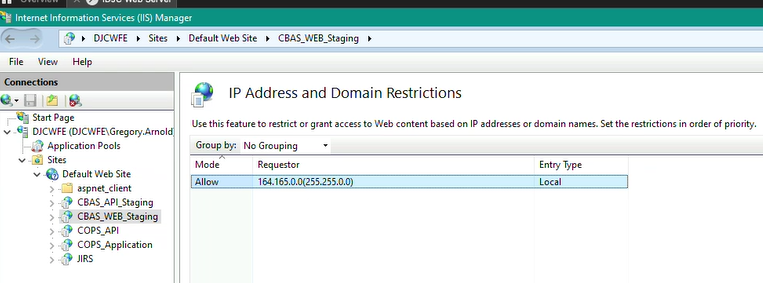 Internet Information Services (IIS) Manager
DJCWFE Sites Default Web Site CBAS_WEB_Staging
File View Help
Connections
Start Page
DJCWFE (DJCWFE\Gregory.Arnold)
Application Pools
Sites
Default Web Site
aspnet_client
CBAS_API_Staging
CBAS_WEB_Staging
COPS_API
COPS_Application
JIRS
IP Address and Domain Restrictions
Use this feature to restrict or grant access to Web content based on IP addresses or domain names. Set the restrictions in order of priority.
Group by: No Grouping
Mode Requestor Entry Type
Allow 164.165.0.0(255.255.0.0) Local